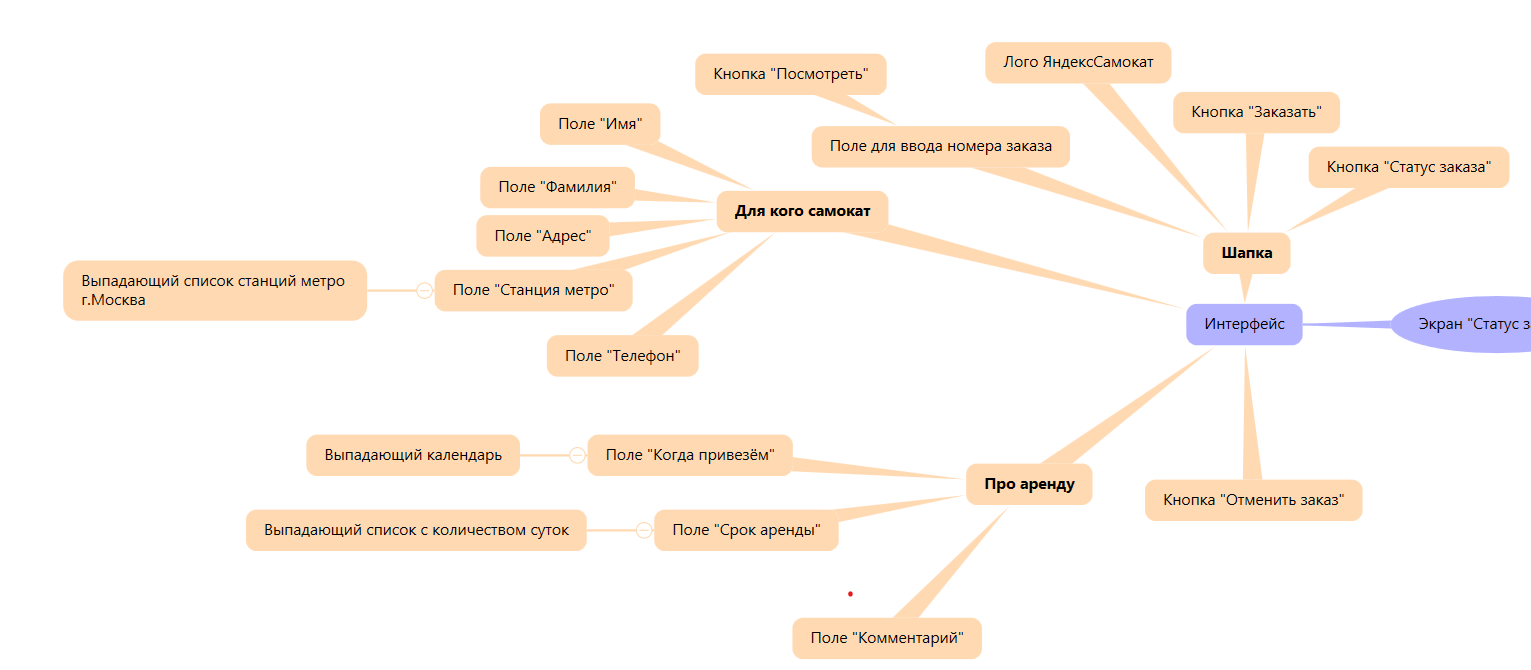 Лого ЯндексСамокат
Кнопка "Посмотреть"
Кнопка "Заказать"
Поле "Имя"
Поле для ввода номера заказа
Кнопка "Статус заказа"
Поле "Фамилия"
Для кого самокат
Поле "Адрес"
Шапка
Выпадающий список станций метро
г.Москва
Поле "Станция метро"
Интерфейс
Экран "Статус з
Поле "Телефон"
Выпадающий календарь
Поле "Когда привезём"
Про аренду
Кнопка "Отменить заказ"
Выпадающий список с количеством суток
Поле "Срок аренды"
Поле "Комментарий"